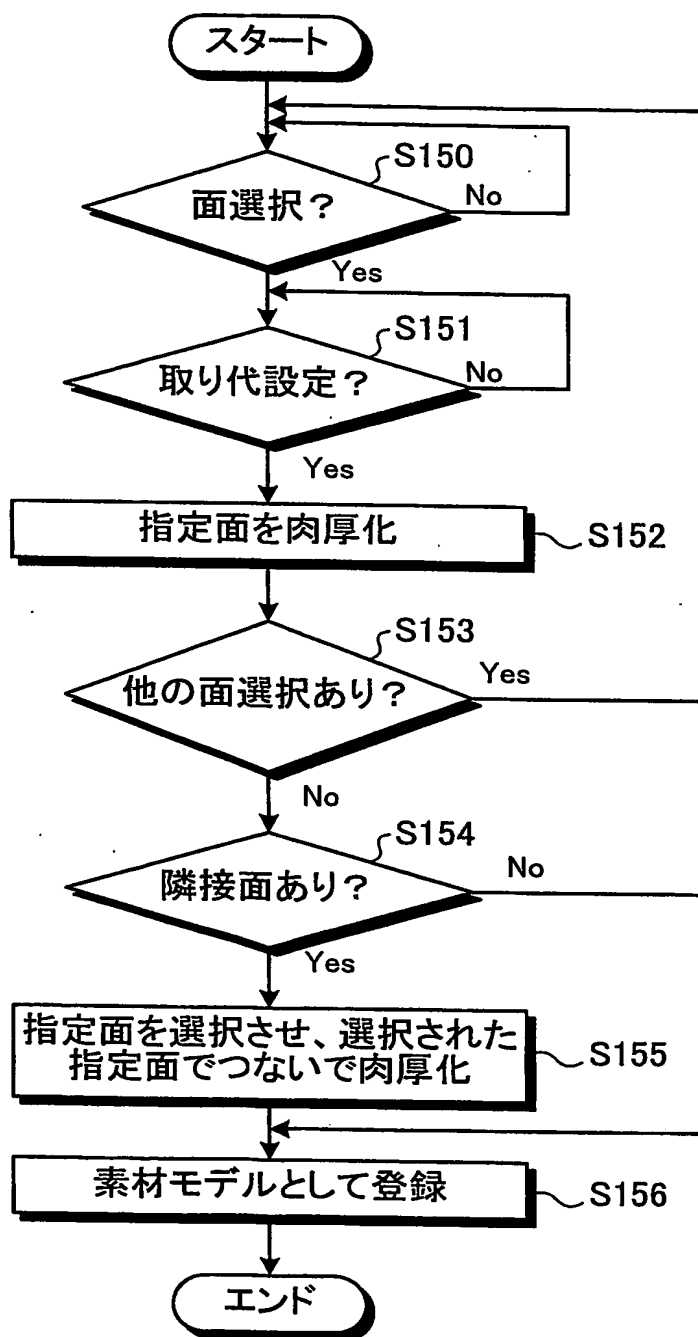 スタート
S150
面選択？
No
Yes
S151
取り代設定？
No
Yes
指定面を肉厚化
S152
S153
他の面選択あり？
Yes
No
S154
隣接面あり？
No
Yes
指定面を選択させ、選択された
指定面でつないで肉厚化
S155
素材モデルとして登録
S156
エンド